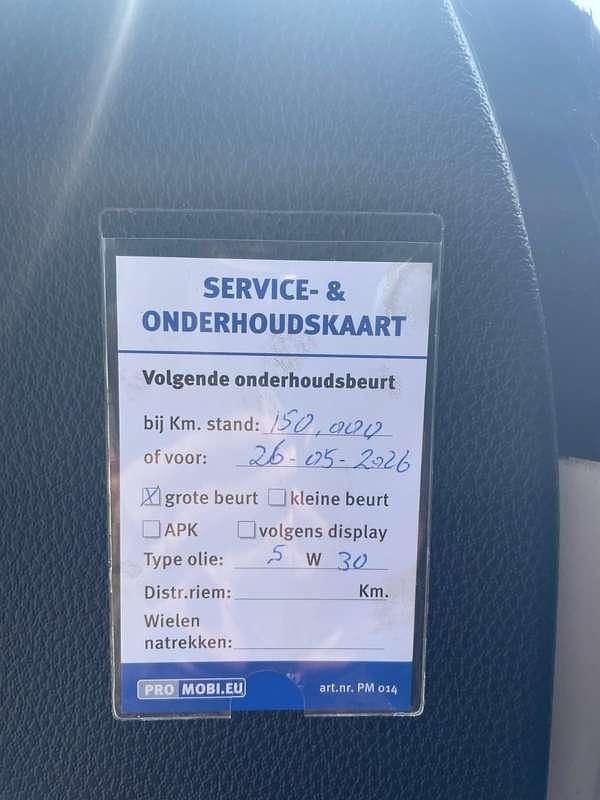 SERVICE- &
ONDERHOUDSKAART
Volgende onderhoudsbeurt
bij Km. stand: 150,000
of voor: 26-05-2026
☒ grote beurt ☐ kleine beurt
☐ APK ☐ volgens display
Type olie: 5 W 30
Distr.riem: Km.
Wielen
natrekken:
PRO MOBI.EU art.nr. PM 014